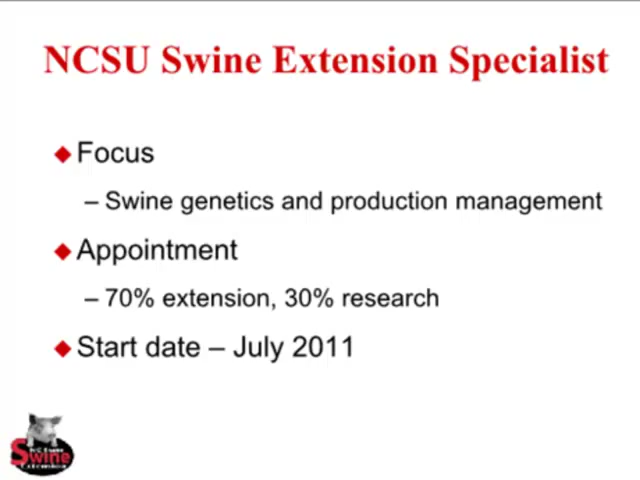 NCSU Swine Extension Specialist
◆ Focus
– Swine genetics and production management
◆ Appointment
– 70% extension, 30% research
◆ Start date – July 2011
Swine
Extension